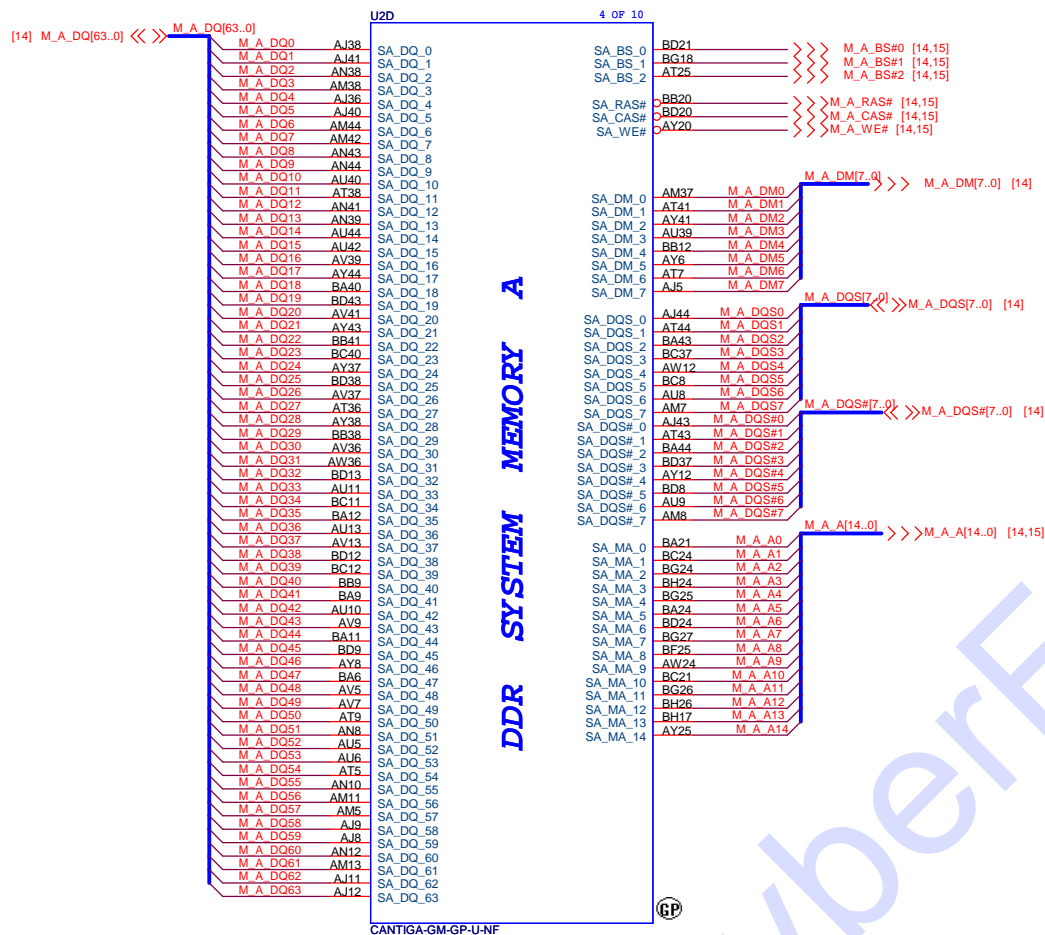 U2D 4 OF 10
[14] M_A_DQ[63..0] M_A_DQ[63..0]
M_A_DQ0 AJ38 SA_DQ_0
M_A_DQ1 AJ41 SA_DQ_1
M_A_DQ2 AN38 SA_DQ_2
M_A_DQ3 AM38 SA_DQ_3
M_A_DQ4 AJ36 SA_DQ_4
M_A_DQ5 AJ40 SA_DQ_5
M_A_DQ6 AM44 SA_DQ_6
M_A_DQ7 AM42 SA_DQ_7
M_A_DQ8 AN43 SA_DQ_8
M_A_DQ9 AN44 SA_DQ_9
M_A_DQ10 AU40 SA_DQ_10
M_A_DQ11 AT38 SA_DQ_11
M_A_DQ12 AN41 SA_DQ_12
M_A_DQ13 AN39 SA_DQ_13
M_A_DQ14 AU44 SA_DQ_14
M_A_DQ15 AU42 SA_DQ_15
M_A_DQ16 AV39 SA_DQ_16
M_A_DQ17 AY44 SA_DQ_17
M_A_DQ18 BA40 SA_DQ_18
M_A_DQ19 BD43 SA_DQ_19
M_A_DQ20 AV41 SA_DQ_20
M_A_DQ21 AY43 SA_DQ_21
M_A_DQ22 BB41 SA_DQ_22
M_A_DQ23 BC40 SA_DQ_23
M_A_DQ24 AY37 SA_DQ_24
M_A_DQ25 BD38 SA_DQ_25
M_A_DQ26 AV37 SA_DQ_26
M_A_DQ27 AT36 SA_DQ_27
M_A_DQ28 AY38 SA_DQ_28
M_A_DQ29 BB38 SA_DQ_29
M_A_DQ30 AV36 SA_DQ_30
M_A_DQ31 AW36 SA_DQ_31
M_A_DQ32 BD13 SA_DQ_32
M_A_DQ33 AU11 SA_DQ_33
M_A_DQ34 BC11 SA_DQ_34
M_A_DQ35 BA12 SA_DQ_35
M_A_DQ36 AU13 SA_DQ_36
M_A_DQ37 AV13 SA_DQ_37
M_A_DQ38 BD12 SA_DQ_38
M_A_DQ39 BC12 SA_DQ_39
M_A_DQ40 BB9 SA_DQ_40
M_A_DQ41 BA9 SA_DQ_41
M_A_DQ42 AU10 SA_DQ_42
M_A_DQ43 AV9 SA_DQ_43
M_A_DQ44 BA11 SA_DQ_44
M_A_DQ45 BD9 SA_DQ_45
M_A_DQ46 AY8 SA_DQ_46
M_A_DQ47 BA6 SA_DQ_47
M_A_DQ48 AV5 SA_DQ_48
M_A_DQ49 AV7 SA_DQ_49
M_A_DQ50 AT9 SA_DQ_50
M_A_DQ51 AN8 SA_DQ_51
M_A_DQ52 AU5 SA_DQ_52
M_A_DQ53 AU6 SA_DQ_53
M_A_DQ54 AT5 SA_DQ_54
M_A_DQ55 AN10 SA_DQ_55
M_A_DQ56 AM11 SA_DQ_56
M_A_DQ57 AM5 SA_DQ_57
M_A_DQ58 AJ9 SA_DQ_58
M_A_DQ59 AJ8 SA_DQ_59
M_A_DQ60 AN12 SA_DQ_60
M_A_DQ61 AM13 SA_DQ_61
M_A_DQ62 AJ11 SA_DQ_62
M_A_DQ63 AJ12 SA_DQ_63
DDR SYSTEM MEMORY A
SA_BS_0 BD21 M_A_BS#0 [14,15]
SA_BS_1 BG18 M_A_BS#1 [14,15]
SA_BS_2 AT25 M_A_BS#2 [14,15]
SA_RAS# BB20 M_A_RAS# [14,15]
SA_CAS# BD20 M_A_CAS# [14,15]
SA_WE# AY20 M_A_WE# [14,15]
M_A_DM[7..0] M_A_DM[7..0] [14]
SA_DM_0 AM37 M_A_DM0
SA_DM_1 AT41 M_A_DM1
SA_DM_2 AY41 M_A_DM2
SA_DM_3 AU39 M_A_DM3
SA_DM_4 BB12 M_A_DM4
SA_DM_5 AY6 M_A_DM5
SA_DM_6 AT7 M_A_DM6
SA_DM_7 AJ5 M_A_DM7
M_A_DQS[7..0] M_A_DQS[7..0] [14]
SA_DQS_0 AJ44 M_A_DQS0
SA_DQS_1 AT44 M_A_DQS1
SA_DQS_2 BA43 M_A_DQS2
SA_DQS_3 BC37 M_A_DQS3
SA_DQS_4 AW12 M_A_DQS4
SA_DQS_5 BC8 M_A_DQS5
SA_DQS_6 AU8 M_A_DQS6
SA_DQS_7 AM7 M_A_DQS7
M_A_DQS#[7..0] M_A_DQS#[7..0] [14]
SA_DQS#_0 AJ43 M_A_DQS#0
SA_DQS#_1 AT43 M_A_DQS#1
SA_DQS#_2 BA44 M_A_DQS#2
SA_DQS#_3 BD37 M_A_DQS#3
SA_DQS#_4 AY12 M_A_DQS#4
SA_DQS#_5 BD8 M_A_DQS#5
SA_DQS#_6 AU9 M_A_DQS#6
SA_DQS#_7 AM8 M_A_DQS#7
M_A_A[14..0] M_A_A[14..0] [14,15]
SA_MA_0 BA21 M_A_A0
SA_MA_1 BC24 M_A_A1
SA_MA_2 BG24 M_A_A2
SA_MA_3 BH24 M_A_A3
SA_MA_4 BG25 M_A_A4
SA_MA_5 BA24 M_A_A5
SA_MA_6 BD24 M_A_A6
SA_MA_7 BG27 M_A_A7
SA_MA_8 BF25 M_A_A8
SA_MA_9 AW24 M_A_A9
SA_MA_10 BC21 M_A_A10
SA_MA_11 BG26 M_A_A11
SA_MA_12 BH26 M_A_A12
SA_MA_13 BH17 M_A_A13
SA_MA_14 AY25 M_A_A14
GP
CANTIGA-GM-GP-U-NF
yberF